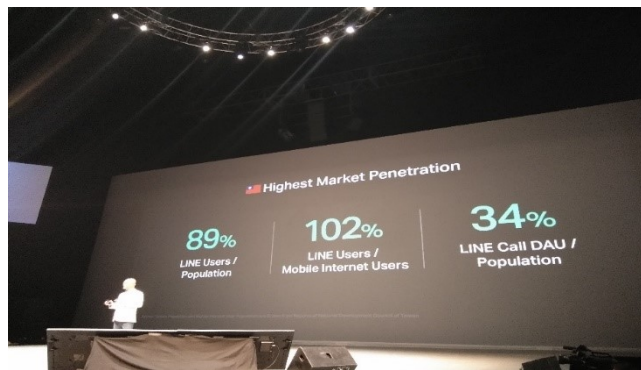 Highest Market Penetration
89%
LINE Users /
Population
102%
LINE Users /
Mobile Internet Users
34%
LINE Call DAU /
Population